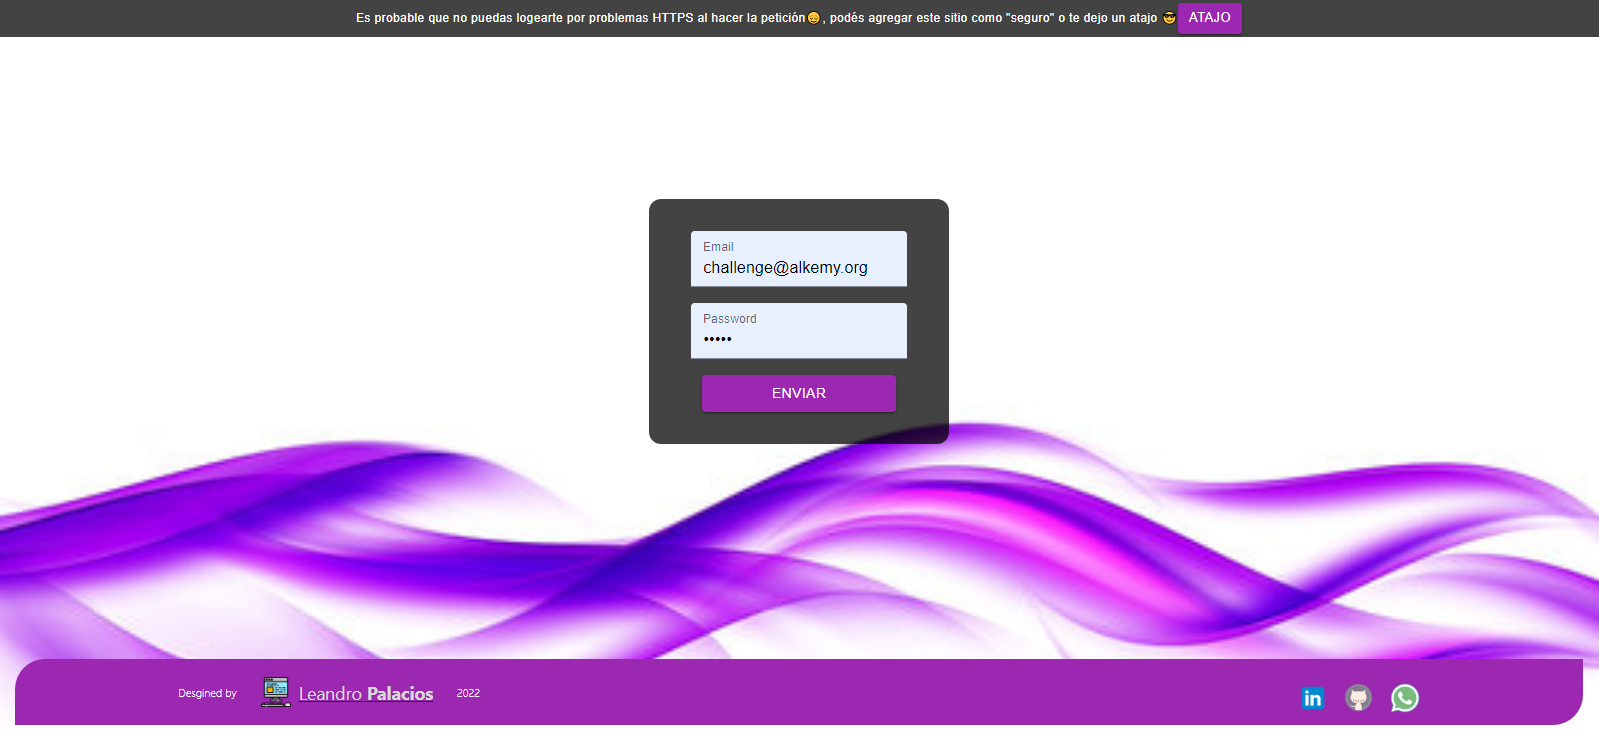 Es probable que no puedas logearte por problemas HTTPS al hacer la petición😞, podés agregar este sitio como "seguro" o te dejo un atajo 😎 ATAJO
Email
challenge@alkemy.org
Password
•••••
ENVIAR
Desgined by Leandro Palacios 2022
in